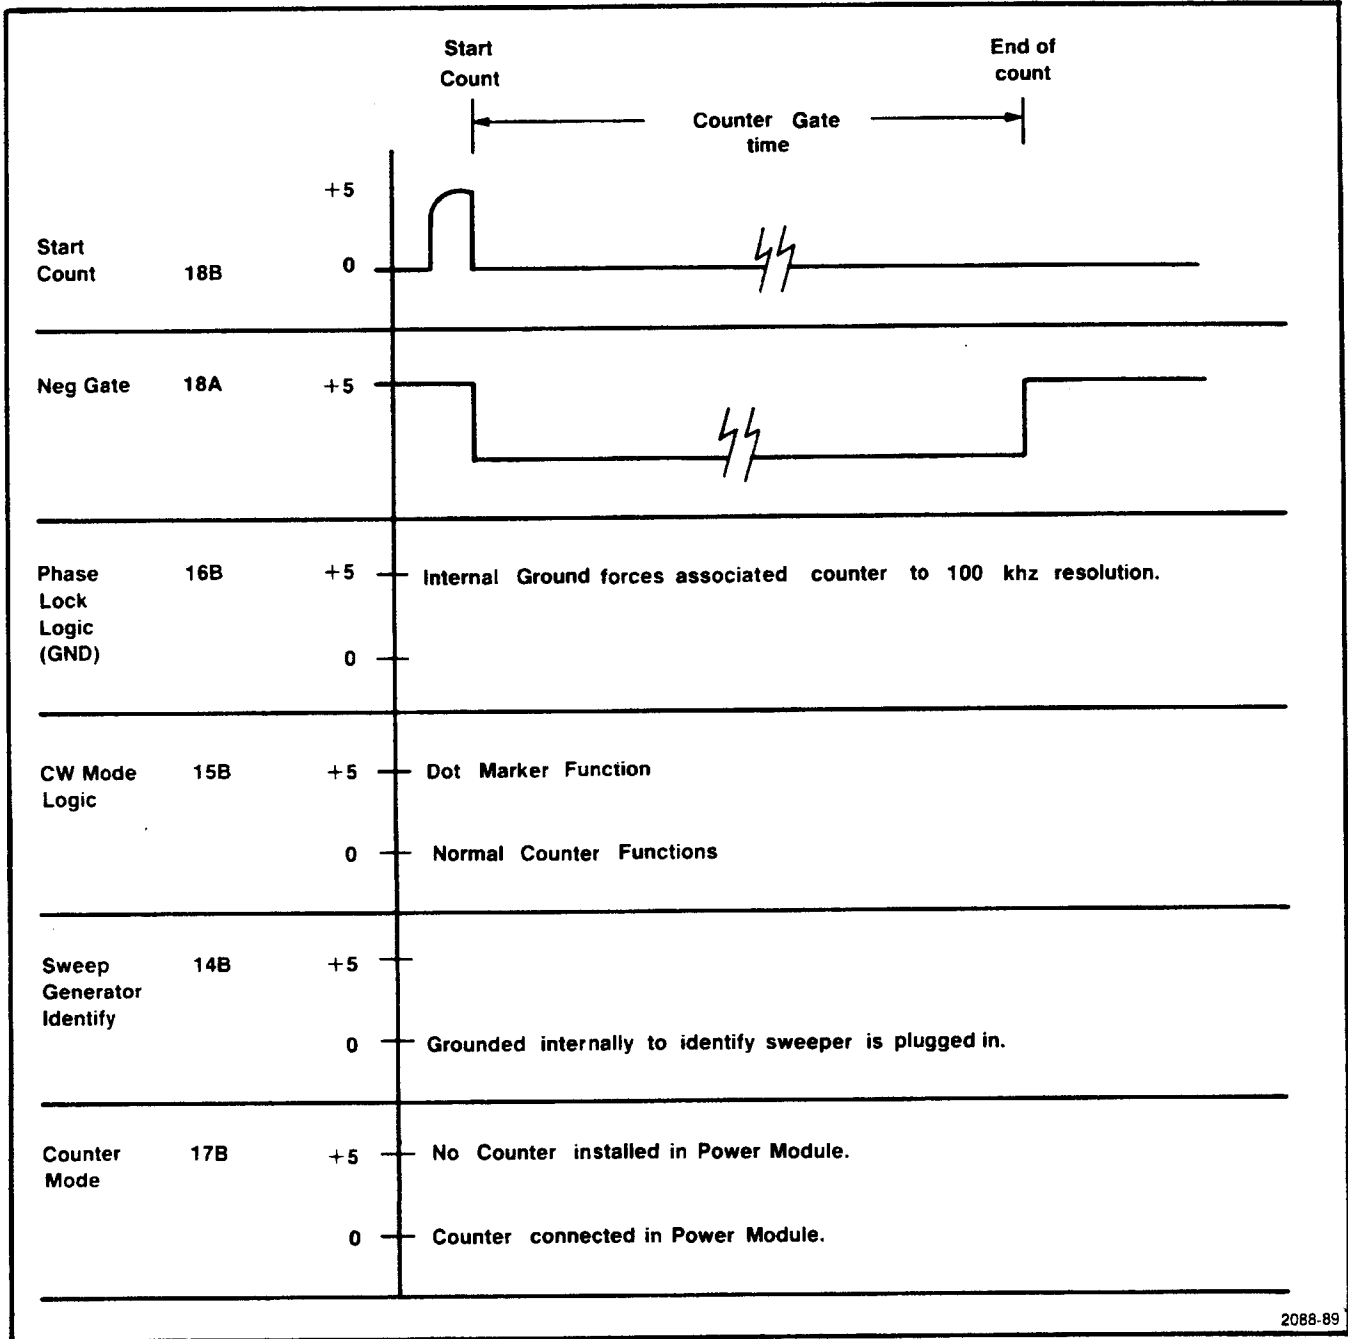 Start
Count
End of
count
Counter Gate
time
+5
Start
Count 18B 0
Neg Gate 18A +5
Phase 16B +5 Internal Ground forces associated counter to 100 khz resolution.
Lock
Logic
(GND) 0
CW Mode 15B +5 Dot Marker Function
Logic
0 Normal Counter Functions
Sweep 14B +5
Generator
Identify
0 Grounded internally to identify sweeper is plugged in.
Counter 17B +5 No Counter installed in Power Module.
Mode
0 Counter connected in Power Module.
2088-89